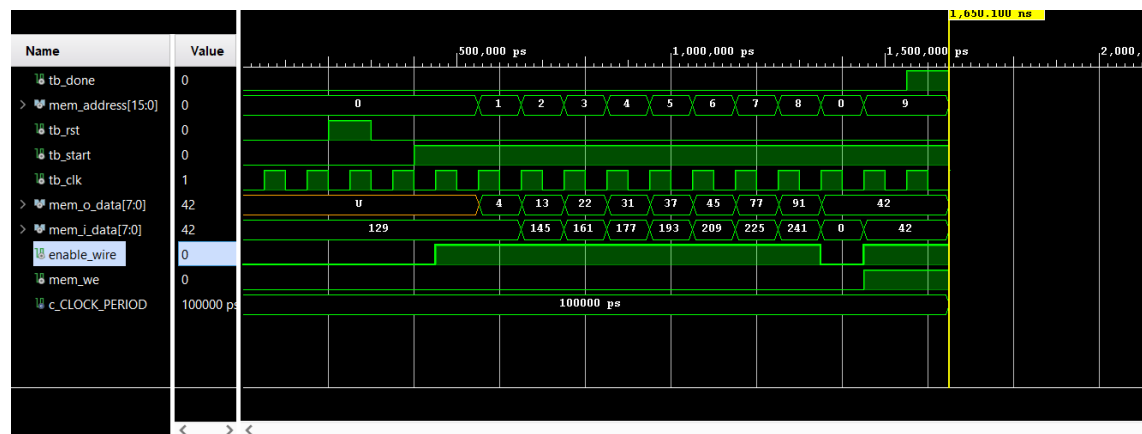 1,650.100 ns
Name Value
500,000 ps 1,000,000 ps 1,500,000 ps 2,000,
tb_done 0
> mem_address[15:0] 0 0 1 2 3 4 5 6 7 8 0 9
tb_rst 0
tb_start 0
tb_clk 1
> mem_o_data[7:0] 42 U 4 13 22 31 37 45 77 91 42
> mem_i_data[7:0] 42 129 145 161 177 193 209 225 241 0 42
enable_wire 0
mem_we 0
c_CLOCK_PERIOD 100000 ps 100000 ps